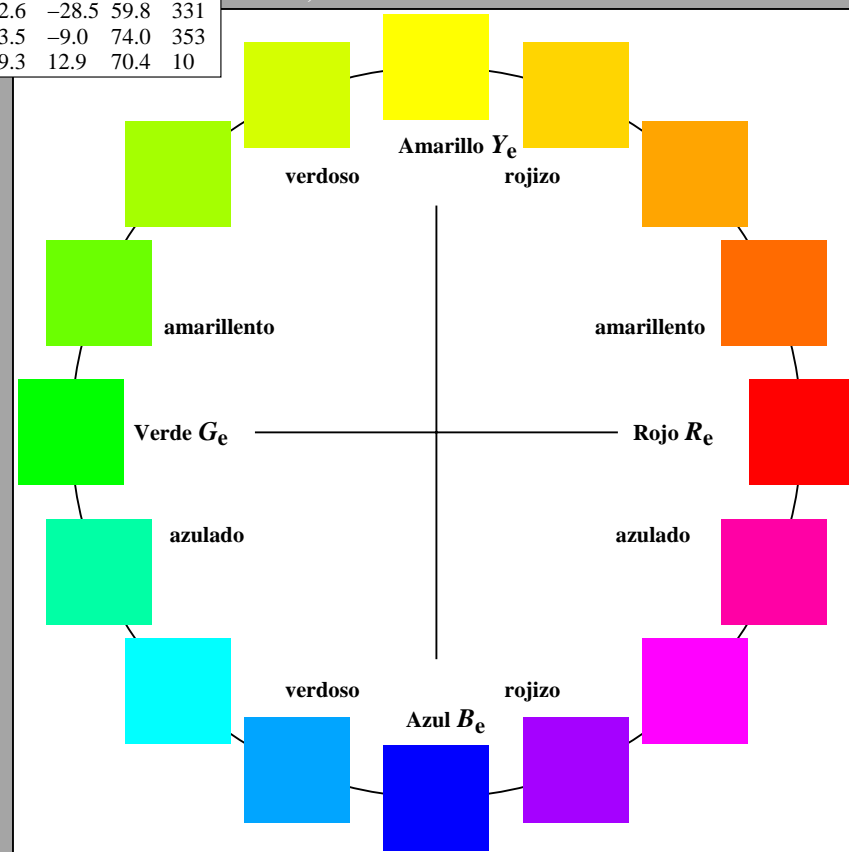 2.6 –28.5 59.8 331
3.5 –9.0 74.0 353
9.3 12.9 70.4 10
Amarillo Ye
verdoso rojizo
amarillento amarillento
Verde Ge Rojo Re
azulado azulado
verdoso rojizo
Azul Be